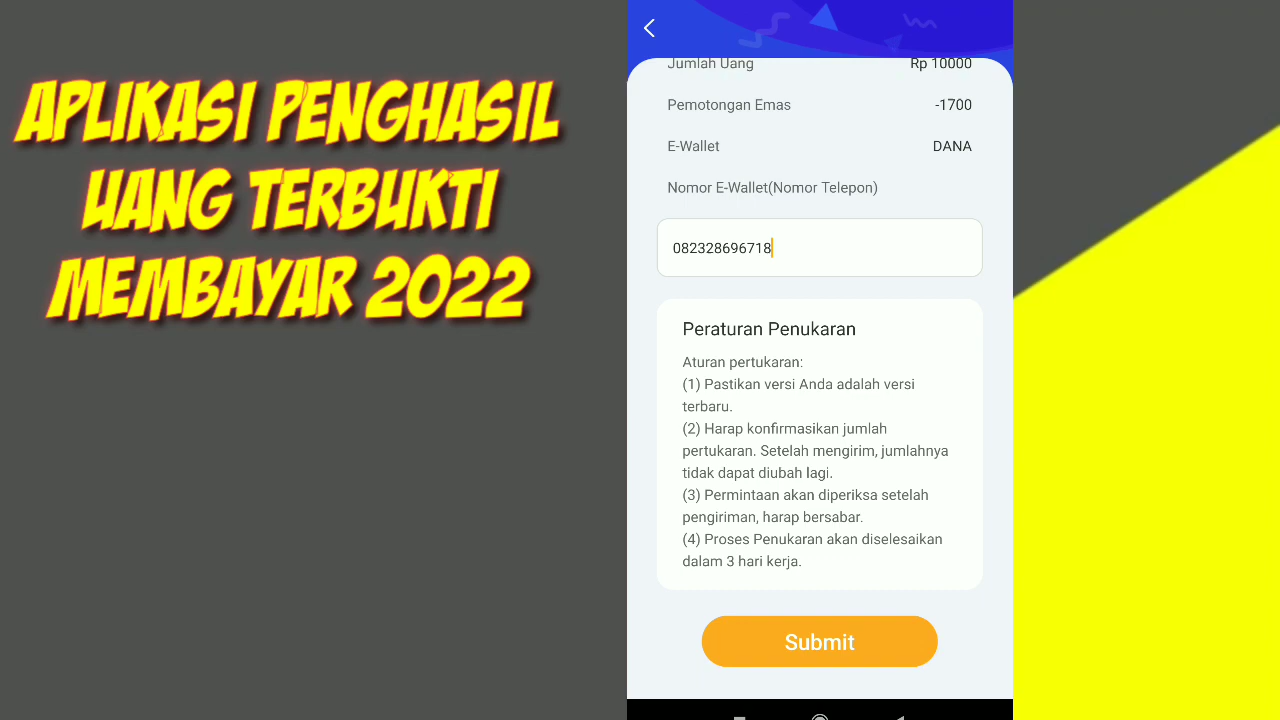 APLIKASI PENGHASIL
UANG TERBUKTI
MEMBAYAR 2022
Jumlah Uang Rp 10000
Pemotongan Emas -1700
E-Wallet DANA
Nomor E-Wallet(Nomor Telepon)
082328696718
Peraturan Penukaran
Aturan pertukaran:
(1) Pastikan versi Anda adalah versi
terbaru.
(2) Harap konfirmasikan jumlah
pertukaran. Setelah mengirim, jumlahnya
tidak dapat diubah lagi.
(3) Permintaan akan diperiksa setelah
pengiriman, harap bersabar.
(4) Proses Penukaran akan diselesaikan
dalam 3 hari kerja.
Submit